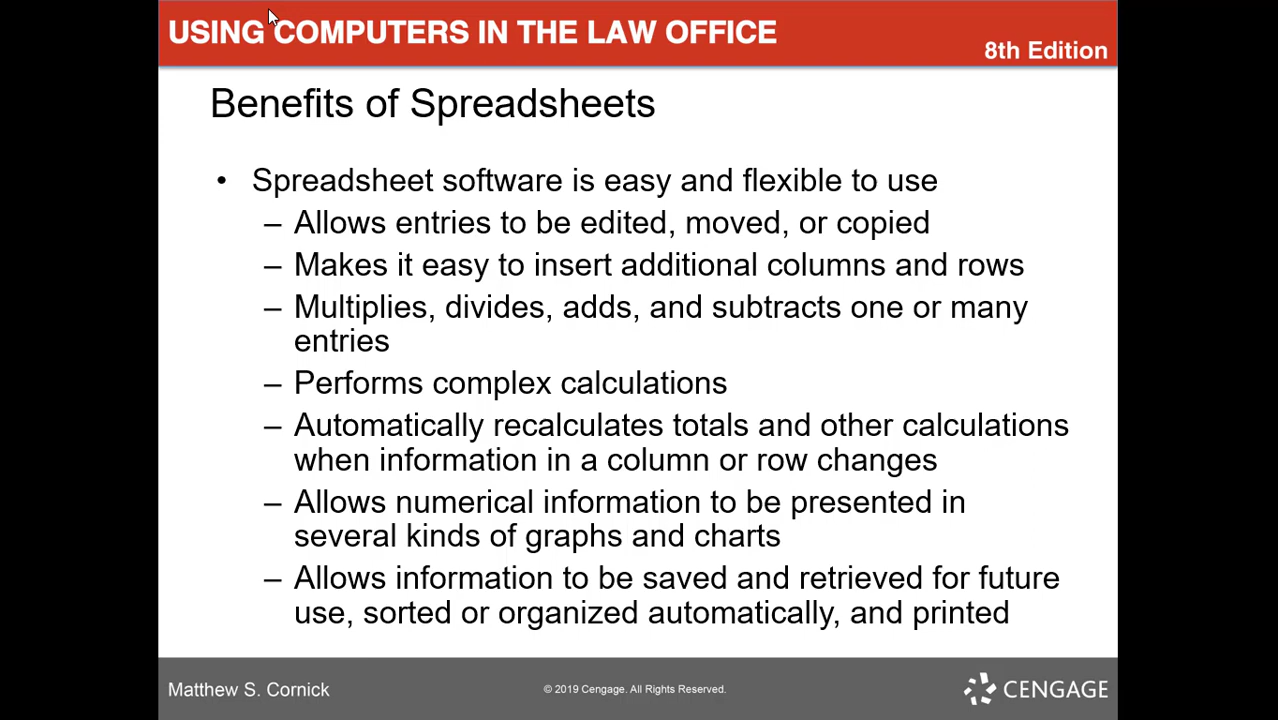 USING COMPUTERS IN THE LAW OFFICE
8th Edition
Benefits of Spreadsheets
• Spreadsheet software is easy and flexible to use
– Allows entries to be edited, moved, or copied
– Makes it easy to insert additional columns and rows
– Multiplies, divides, adds, and subtracts one or many
entries
– Performs complex calculations
– Automatically recalculates totals and other calculations
when information in a column or row changes
– Allows numerical information to be presented in
several kinds of graphs and charts
– Allows information to be saved and retrieved for future
use, sorted or organized automatically, and printed
Matthew S. Cornick
© 2019 Cengage. All Rights Reserved.
CENGAGE